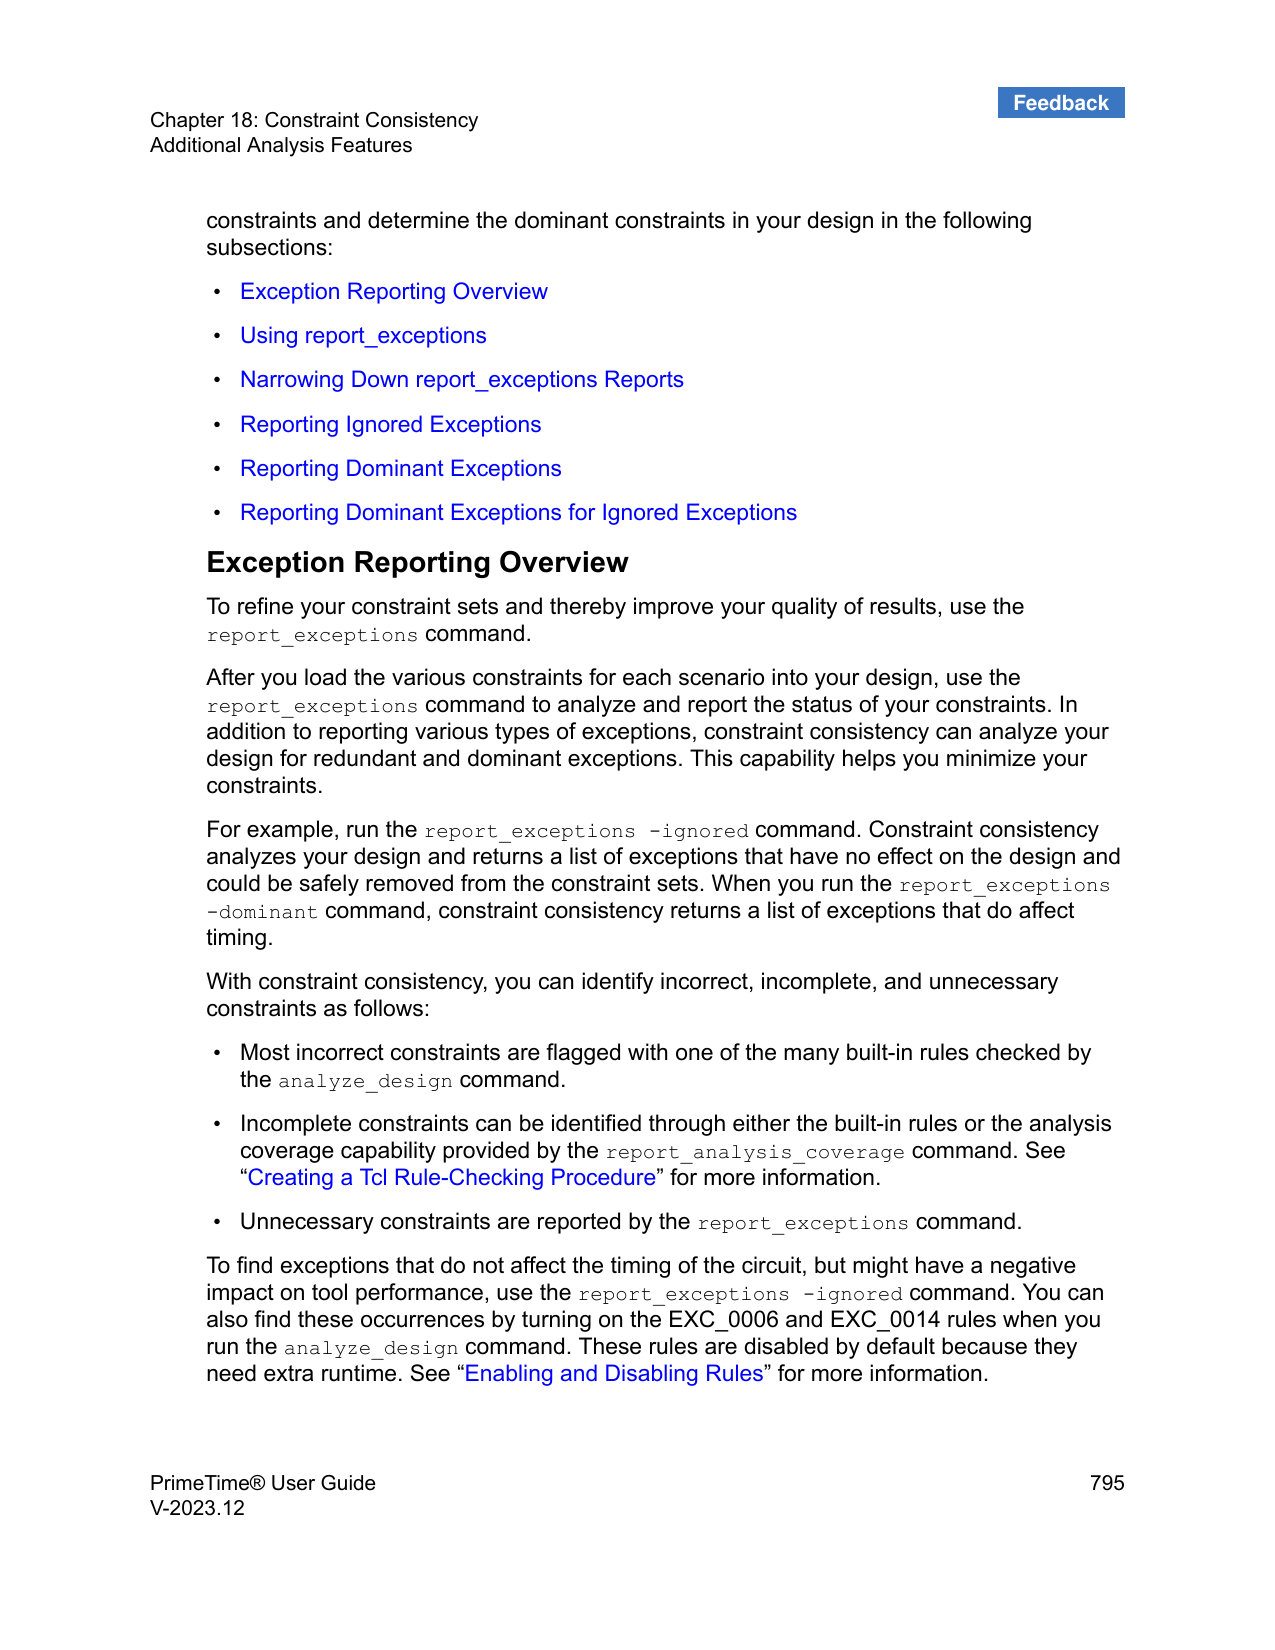 Feedback
Chapter 18: Constraint Consistency
Additional Analysis Features
constraints and determine the dominant constraints in your design in the following
subsections:
• Exception Reporting Overview
• Using report_exceptions
• Narrowing Down report_exceptions Reports
• Reporting Ignored Exceptions
• Reporting Dominant Exceptions
• Reporting Dominant Exceptions for Ignored Exceptions
Exception Reporting Overview
To refine your constraint sets and thereby improve your quality of results, use the
report_exceptions command.
After you load the various constraints for each scenario into your design, use the
report_exceptions command to analyze and report the status of your constraints. In
addition to reporting various types of exceptions, constraint consistency can analyze your
design for redundant and dominant exceptions. This capability helps you minimize your
constraints.
For example, run the report_exceptions -ignored command. Constraint consistency
analyzes your design and returns a list of exceptions that have no effect on the design and
could be safely removed from the constraint sets. When you run the report_exceptions
-dominant command, constraint consistency returns a list of exceptions that do affect
timing.
With constraint consistency, you can identify incorrect, incomplete, and unnecessary
constraints as follows:
• Most incorrect constraints are flagged with one of the many built-in rules checked by
the analyze_design command.
• Incomplete constraints can be identified through either the built-in rules or the analysis
coverage capability provided by the report_analysis_coverage command. See
“Creating a Tcl Rule-Checking Procedure” for more information.
• Unnecessary constraints are reported by the report_exceptions command.
To find exceptions that do not affect the timing of the circuit, but might have a negative
impact on tool performance, use the report_exceptions -ignored command. You can
also find these occurrences by turning on the EXC_0006 and EXC_0014 rules when you
run the analyze_design command. These rules are disabled by default because they
need extra runtime. See “Enabling and Disabling Rules” for more information.
PrimeTime® User Guide 795
V-2023.12